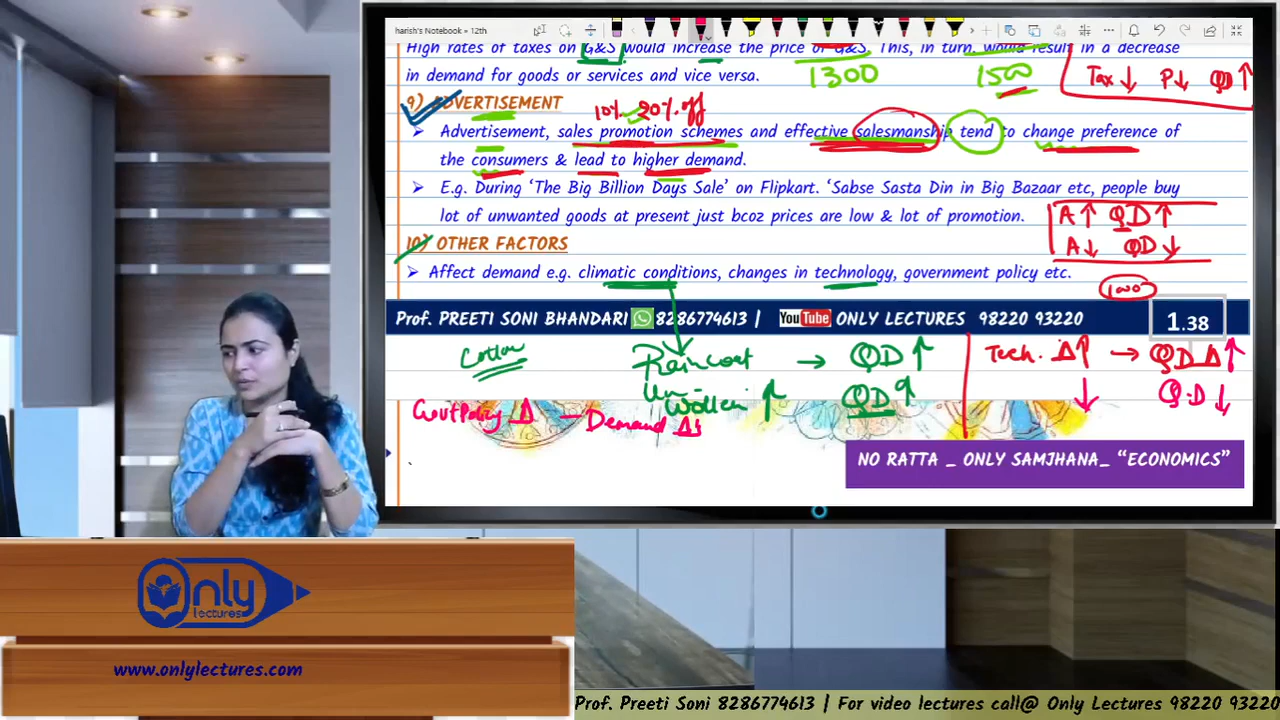 harish's Notebook » 12th
High rates of taxes on G&S would increase the price of G&S. This, in turn, would result in a decrease
in demand for goods or services and vice versa.
1300
1500
Tax ↓ P↓ QD ↑
9) ADVERTISEMENT
10% 20% off
➢ Advertisement, sales promotion schemes and effective salesmanship tend to change preference of
the consumers & lead to higher demand.
➢ E.g. During ‘The Big Billion Days Sale’ on Flipkart. ‘Sabse Sasta Din in Big Bazaar etc, people buy
lot of unwanted goods at present just bcoz prices are low & lot of promotion.
A ↑ QD ↑
A↓ QD ↓
10) OTHER FACTORS
➢ Affect demand e.g. climatic conditions, changes in technology, government policy etc.
1000
Prof. PREETI SONI BHANDARI 8286774613 | YouTube ONLY LECTURES 98220 93220
1.38
Cotton
Raincoat → QD ↑
Tech. Δ↑ → QD Δ↑
Wollen ↑ QD ↑
↓ Q.D ↓
Govt Policy Δ — Demand Δs
NO RATTA _ ONLY SAMJHANA_ “ECONOMICS”
Only
lectures
www.onlylectures.com
Prof. Preeti Soni 8286774613 | For video lectures call@ Only Lectures 98220 93220